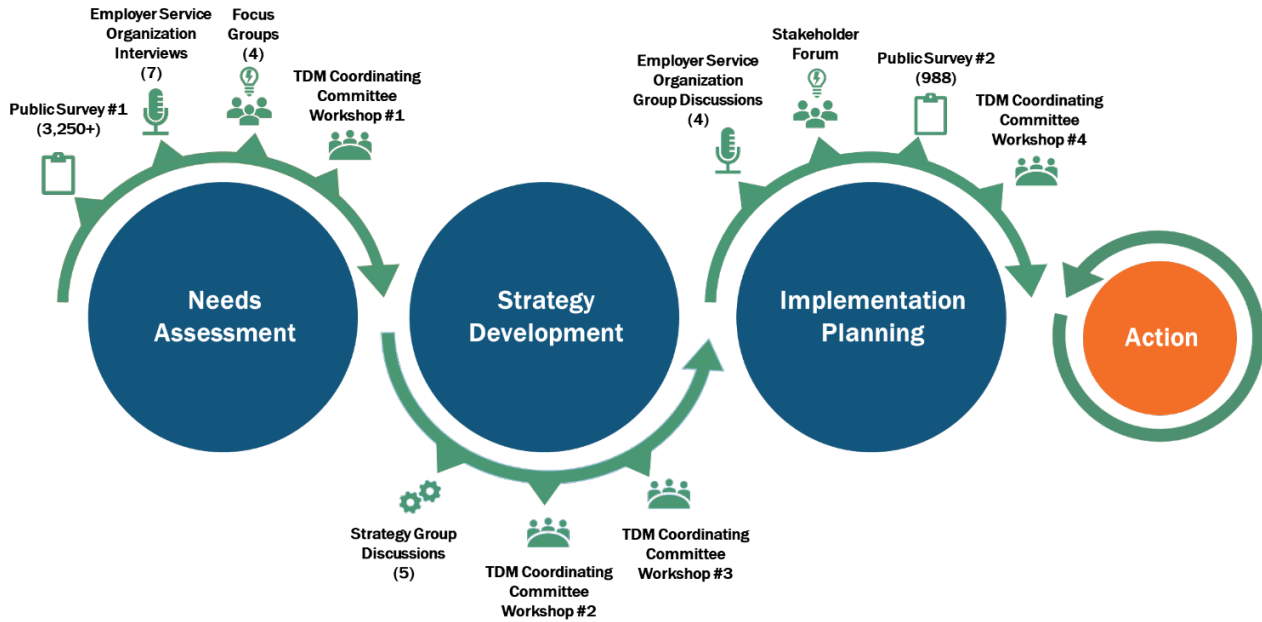 Public Survey #1
(3,250+)
Employer Service
Organization
Interviews
(7)
Focus
Groups
(4)
TDM Coordinating
Committee
Workshop #1
Needs
Assessment
Strategy
Development
Strategy Group
Discussions
(5)
TDM Coordinating
Committee
Workshop #2
TDM Coordinating
Committee
Workshop #3
Employer Service
Organization
Group Discussions
(4)
Stakeholder
Forum
Public Survey #2
(988)
TDM Coordinating
Committee
Workshop #4
Implementation
Planning
Action